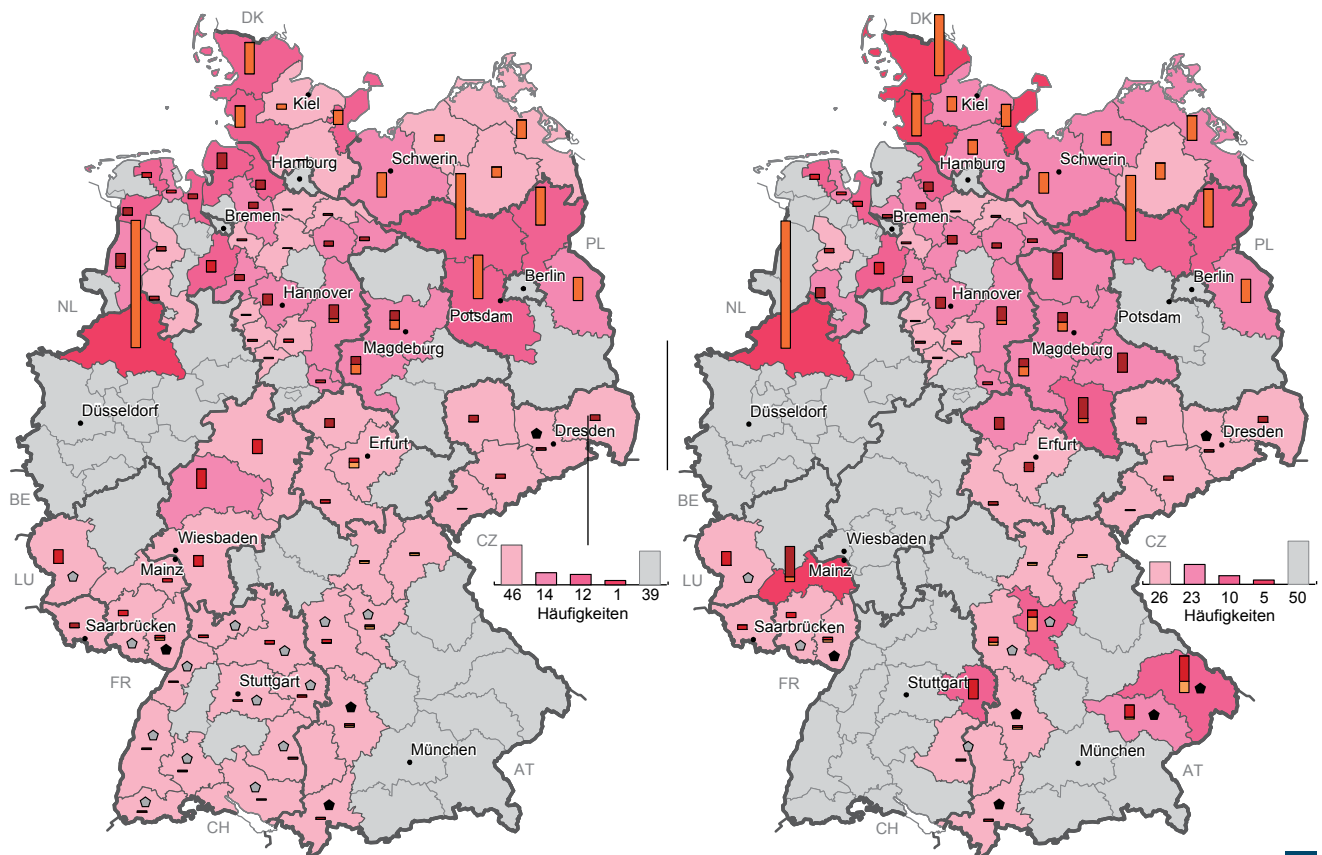 DK
Kiel
Hamburg
Schwerin
Bremen
PL
Berlin
NL
Hannover
Potsdam
Magdeburg
Düsseldorf
Erfurt
Dresden
BE
Wiesbaden
CZ
LU
Mainz
46 14 12 1 39
Häufigkeiten
Saarbrücken
FR
Stuttgart
München
AT
CH
DK
Kiel
Hamburg
Schwerin
Bremen
PL
Berlin
NL
Hannover
Potsdam
Magdeburg
Düsseldorf
Erfurt
Dresden
BE
Wiesbaden
CZ
LU
Mainz
26 23 10 5 50
Häufigkeiten
Saarbrücken
FR
Stuttgart
München
AT
CH